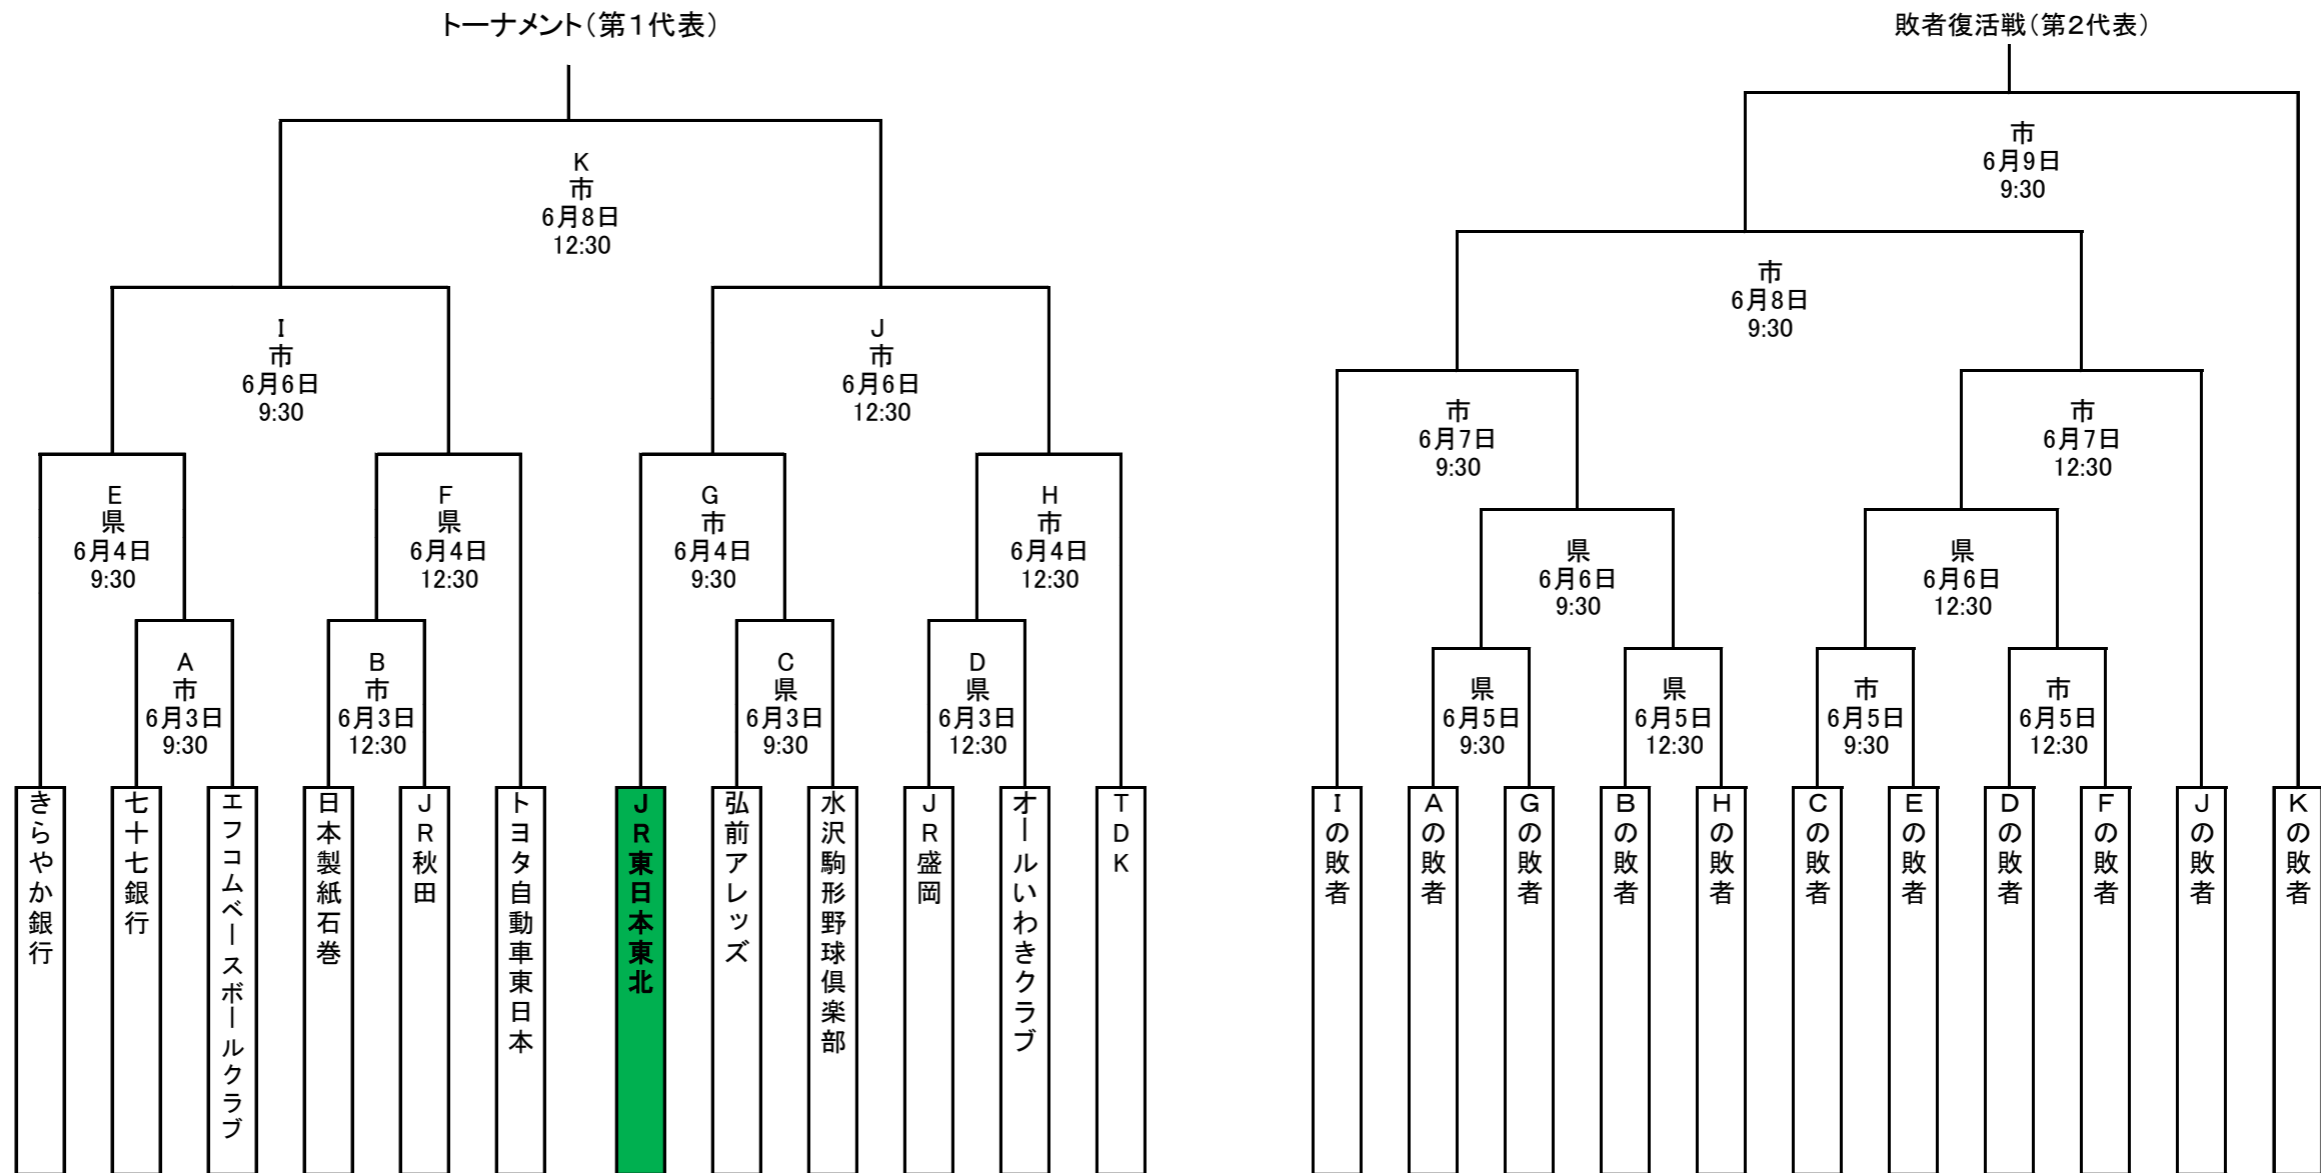 トーナメント（第１代表）
K
市
6月8日
12:30
I
市
6月6日
9:30
J
市
6月6日
12:30
E
県
6月4日
9:30
F
県
6月4日
12:30
G
市
6月4日
9:30
H
市
6月4日
12:30
A
市
6月3日
9:30
B
市
6月3日
12:30
C
県
6月3日
9:30
D
県
6月3日
12:30
きらやか銀行
七十七銀行
エフコムベースボールクラブ
日本製紙石巻
ＪＲ秋田
トヨタ自動車東日本
ＪＲ東日本東北
弘前アレッズ
水沢駒形野球倶楽部
ＪＲ盛岡
オールいわきクラブ
ＴＤＫ
敗者復活戦（第２代表）
市
6月9日
9:30
市
6月8日
9:30
市
6月7日
9:30
市
6月7日
12:30
県
6月6日
9:30
県
6月6日
12:30
県
6月5日
9:30
県
6月5日
12:30
市
6月5日
9:30
市
6月5日
12:30
Ｉの敗者
Ａの敗者
Ｇの敗者
Ｂの敗者
Ｈの敗者
Ｃの敗者
Ｅの敗者
Ｄの敗者
Ｆの敗者
Ｊの敗者
Ｋの敗者